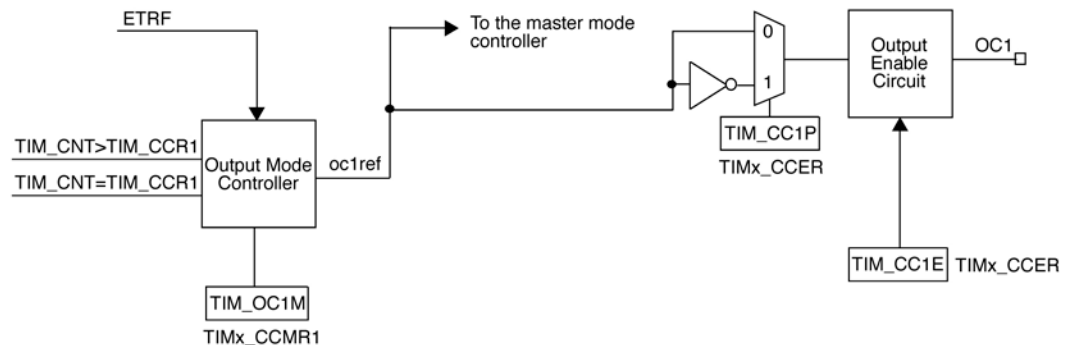 ETRF
To the master mode
controller
0
1
Output
Enable
Circuit
OC1
TIM_CNT>TIM_CCR1
TIM_CNT=TIM_CCR1
Output Mode
Controller
oc1ref
TIM_CC1P
TIMx_CCER
TIM_CC1E
TIMx_CCER
TIM_OC1M
TIMx_CCMR1